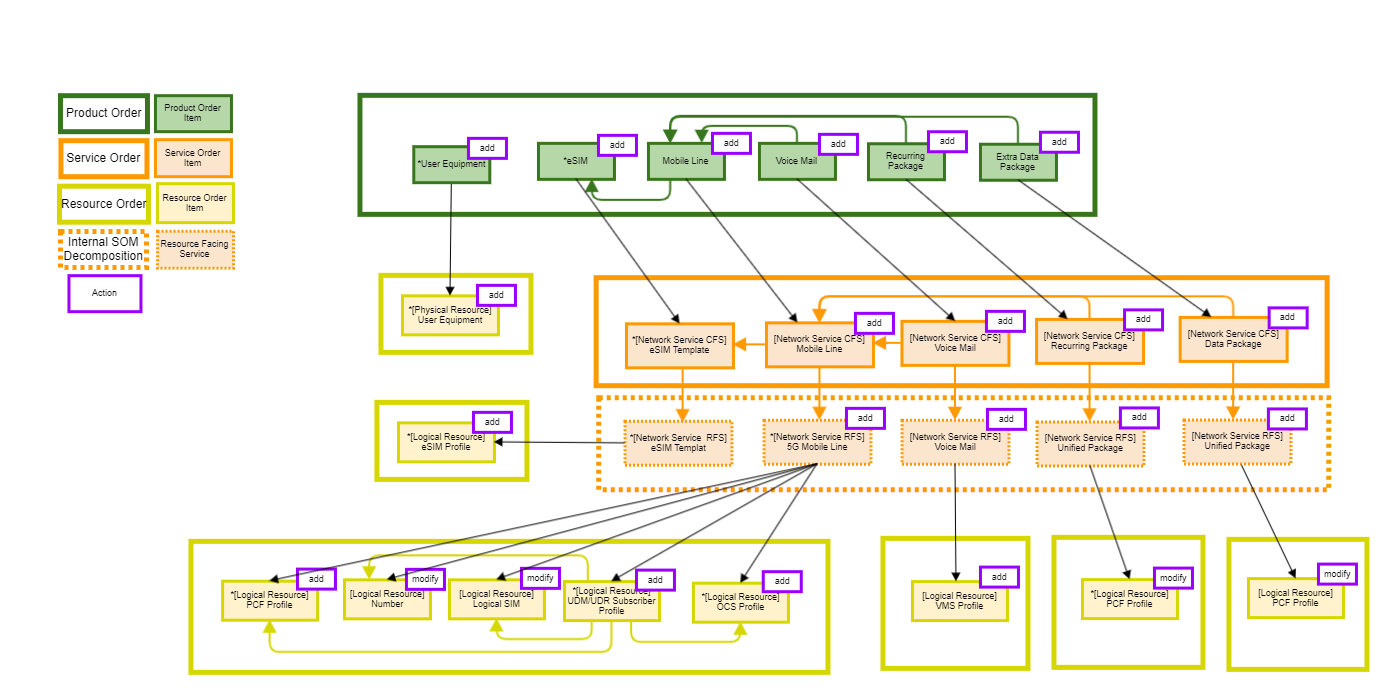 Product Order
Product Order
Item
Service Order
Service Order
Item
Resource Order
Resource Order
Item
Internal SOM
Decomposition
Resource Facing
Service
Action
*User Equipment
add
*eSIM
add
Mobile Line
add
Voice Mail
add
Recurring
Package
add
Extra Data
Package
add
*[Physical Resource]
User Equipment
add
*[Network Service CFS]
eSIM Template
[Network Service CFS]
Mobile Line
add
[Network Service CFS]
Voice Mail
add
[Network Service CFS]
Recurring Package
add
[Network Service CFS]
Data Package
add
*[Logical Resource]
eSIM Profile
add
*[Network Service RFS]
eSIM Templat
*[Network Service RFS]
5G Mobile Line
add
[Network Service RFS]
Voice Mail
add
[Network Service RFS]
Unified Package
add
[Network Service RFS]
Unified Package
add
*[Logical Resource]
PCF Profile
add
[Logical Resource]
Number
modify
[Logical Resource]
Logical SIM
modify
*[Logical Resource]
UDM/UDR Subscriber
Profile
add
*[Logical Resource]
OCS Profile
add
[Logical Resource]
VMS Profile
add
*[Logical Resource]
PCF Profile
modify
[Logical Resource]
PCF Profile
modify